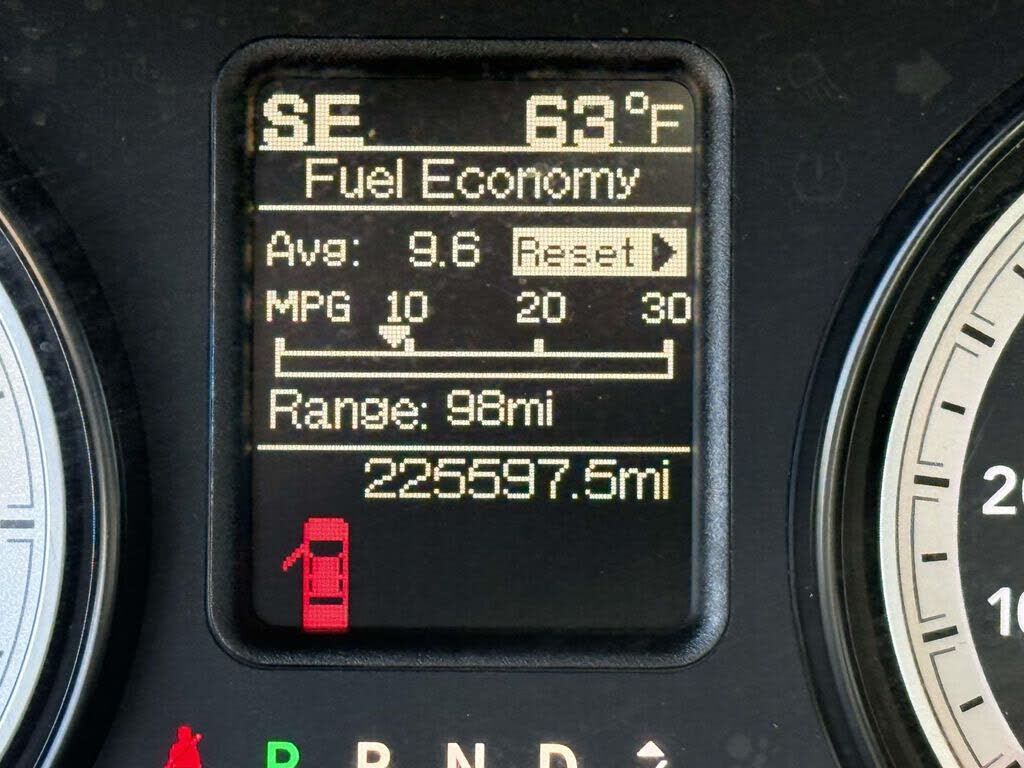 SE 63°F
Fuel Economy
Avg: 9.6 Reset
MPG 10 20 30
Range: 98mi
225597.5mi
P R N D